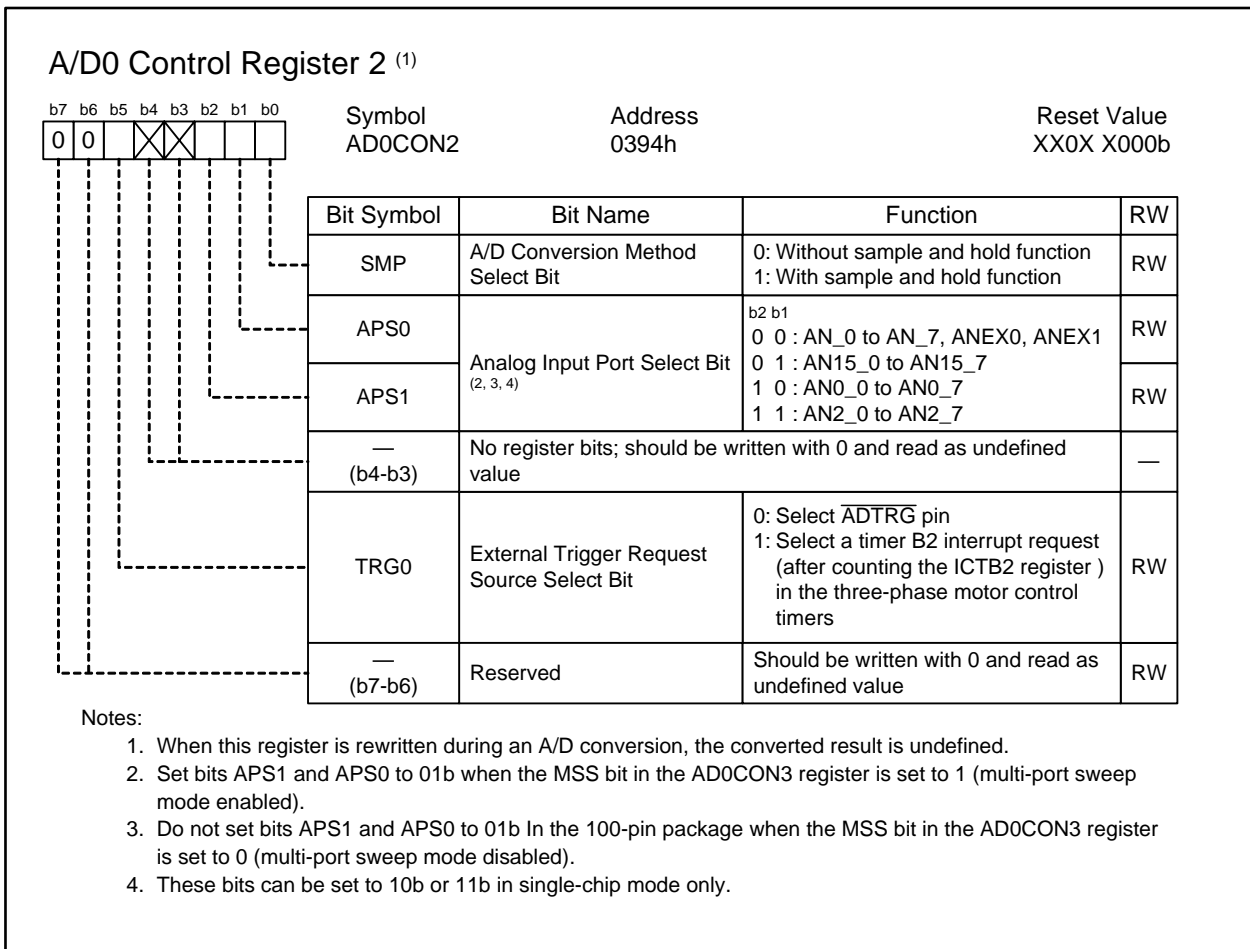 A/D0 Control Register 2 (1)
b7 b6 b5 b4 b3 b2 b1 b0
0 0
Symbol Address Reset Value
AD0CON2 0394h XX0X X000b
Bit Symbol Bit Name Function RW
SMP
A/D Conversion Method
Select Bit
0: Without sample and hold function
1: With sample and hold function
RW
APS0
APS1
Analog Input Port Select Bit
(2, 3, 4)
b2 b1
0 0 : AN_0 to AN_7, ANEX0, ANEX1
0 1 : AN15_0 to AN15_7
1 0 : AN0_0 to AN0_7
1 1 : AN2_0 to AN2_7
RW
RW
—
(b4-b3)
No register bits; should be written with 0 and read as undefined
value
—
TRG0
External Trigger Request
Source Select Bit
0: Select ADTRG pin
1: Select a timer B2 interrupt request
(after counting the ICTB2 register )
in the three-phase motor control
timers
RW
—
(b7-b6)
Reserved
Should be written with 0 and read as
undefined value
RW
Notes:
1. When this register is rewritten during an A/D conversion, the converted result is undefined.
2. Set bits APS1 and APS0 to 01b when the MSS bit in the AD0CON3 register is set to 1 (multi-port sweep
mode enabled).
3. Do not set bits APS1 and APS0 to 01b In the 100-pin package when the MSS bit in the AD0CON3 register
is set to 0 (multi-port sweep mode disabled).
4. These bits can be set to 10b or 11b in single-chip mode only.